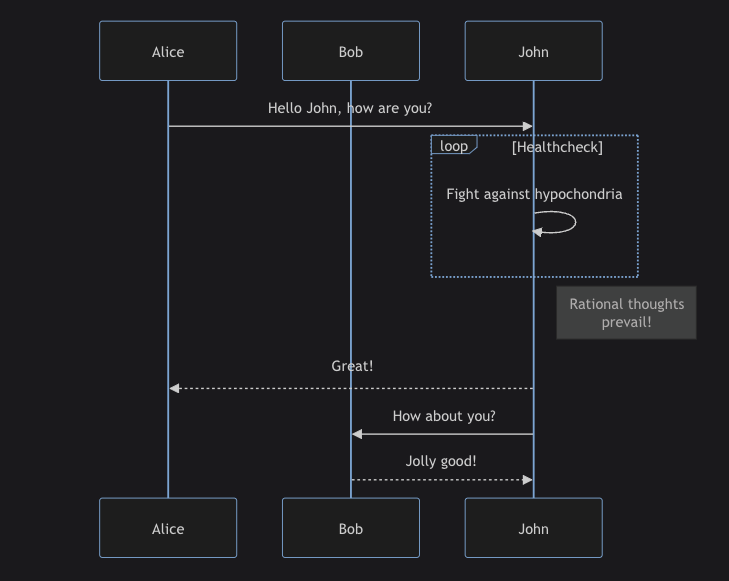 Alice
Bob
John
Hello John, how are you?
loop
[Healthcheck]
Fight against hypochondria
Rational thoughts
prevail!
Great!
How about you?
Jolly good!
Alice
Bob
John